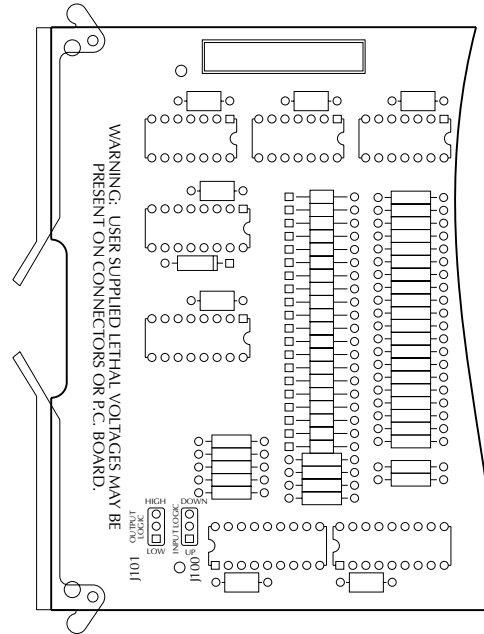 WARNING: USER SUPPLIED LETHAL VOLTAGES MAY BE
PRESENT ON CONNECTORS OR P.C. BOARD.
HIGH
OUTPUT
LOGIC
LOW
J101
DOWN
INPUT LOGIC
UP
J100